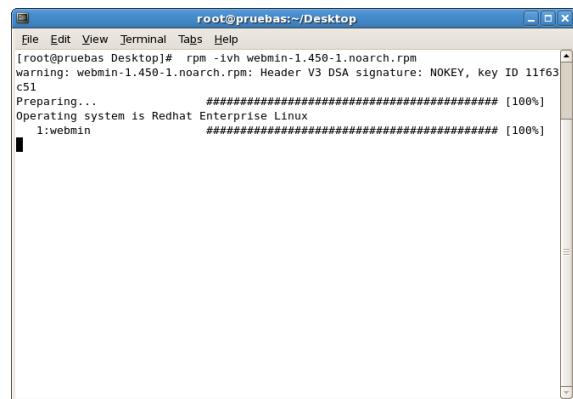 root@pruebas:~/Desktop
File Edit View Terminal Tabs Help
[root@pruebas Desktop]#  rpm -ivh webmin-1.450-1.noarch.rpm
warning: webmin-1.450-1.noarch.rpm: Header V3 DSA signature: NOKEY, key ID 11f63
c51
Preparing...                ########################################### [100%]
Operating system is Redhat Enterprise Linux
   1:webmin                 ########################################### [100%]